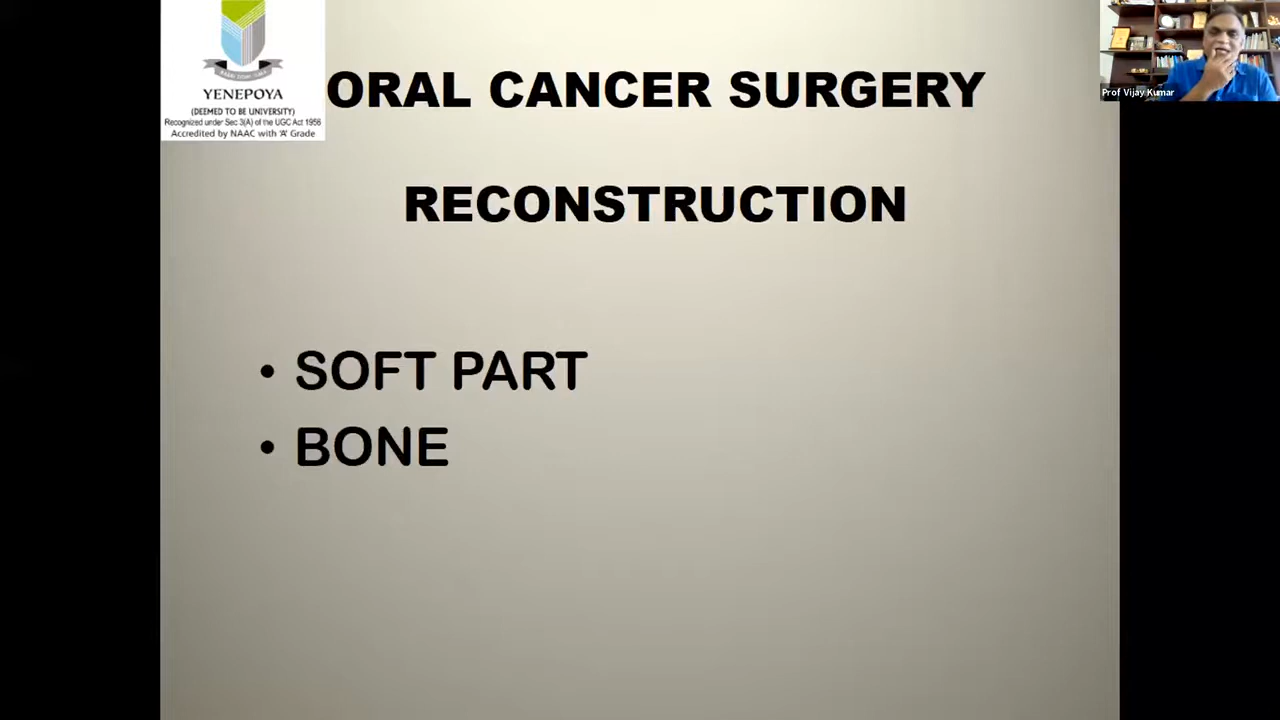 YENEPOYA
(DEEMED TO BE UNIVERSITY)
Recognized under Sec 3(A) of the UGC Act 1956
Accredited by NAAC with 'A' Grade
ORAL CANCER SURGERY
RECONSTRUCTION
• SOFT PART
• BONE
Prof Vijay Kumar